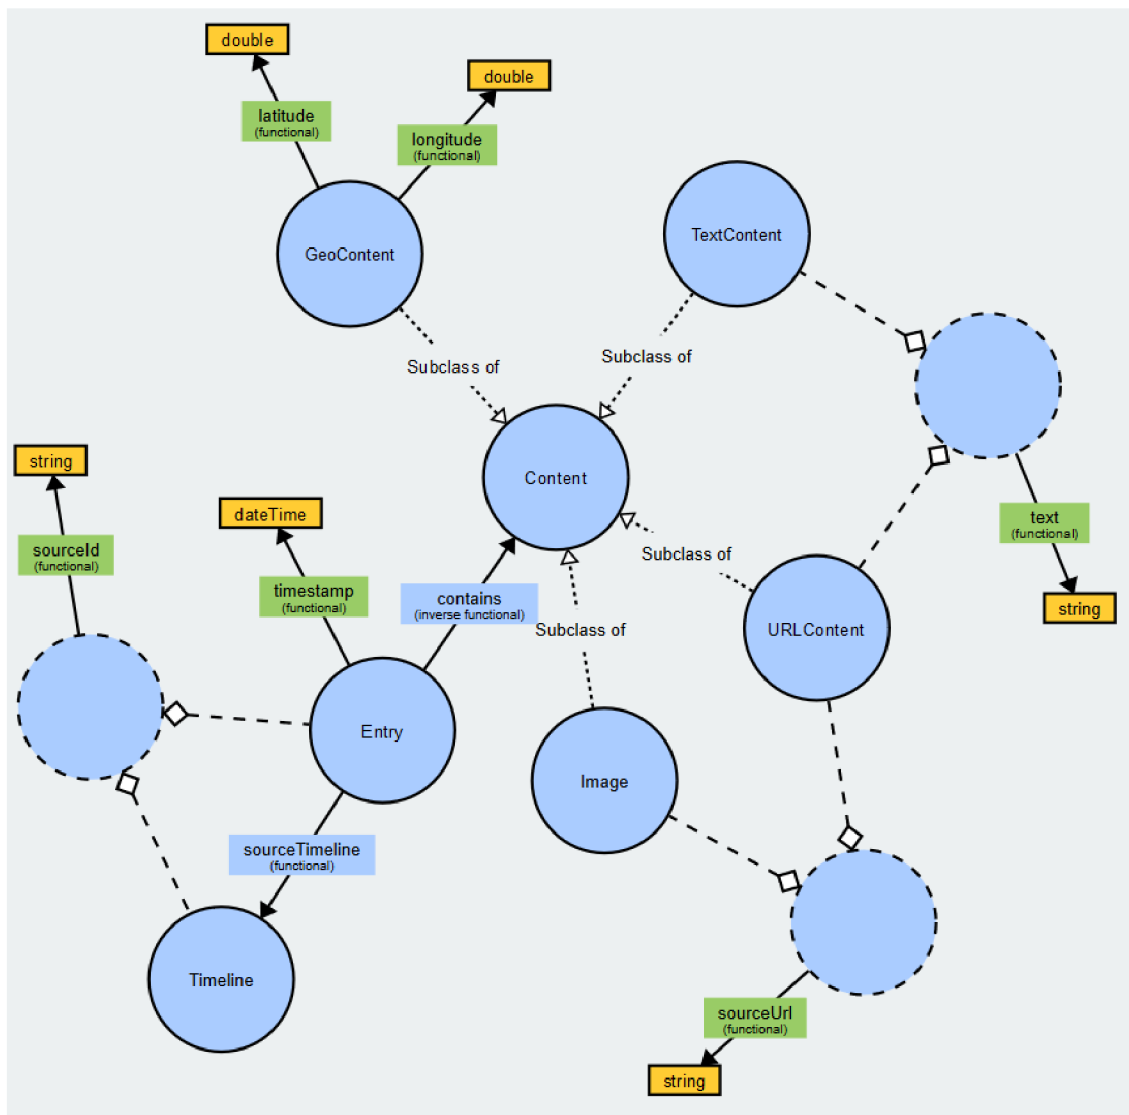 double
double
latitude
(functional)
longitude
(functional)
TextContent
GeoContent
Subclass of
Subclass of
string
Content
dateTime
text
(functional)
sourceId
(functional)
Subclass of
timestamp
(functional)
contains
(inverse functional)
string
Subclass of
URLContent
Entry
Image
sourceTimeline
(functional)
Timeline
sourceUrl
(functional)
string